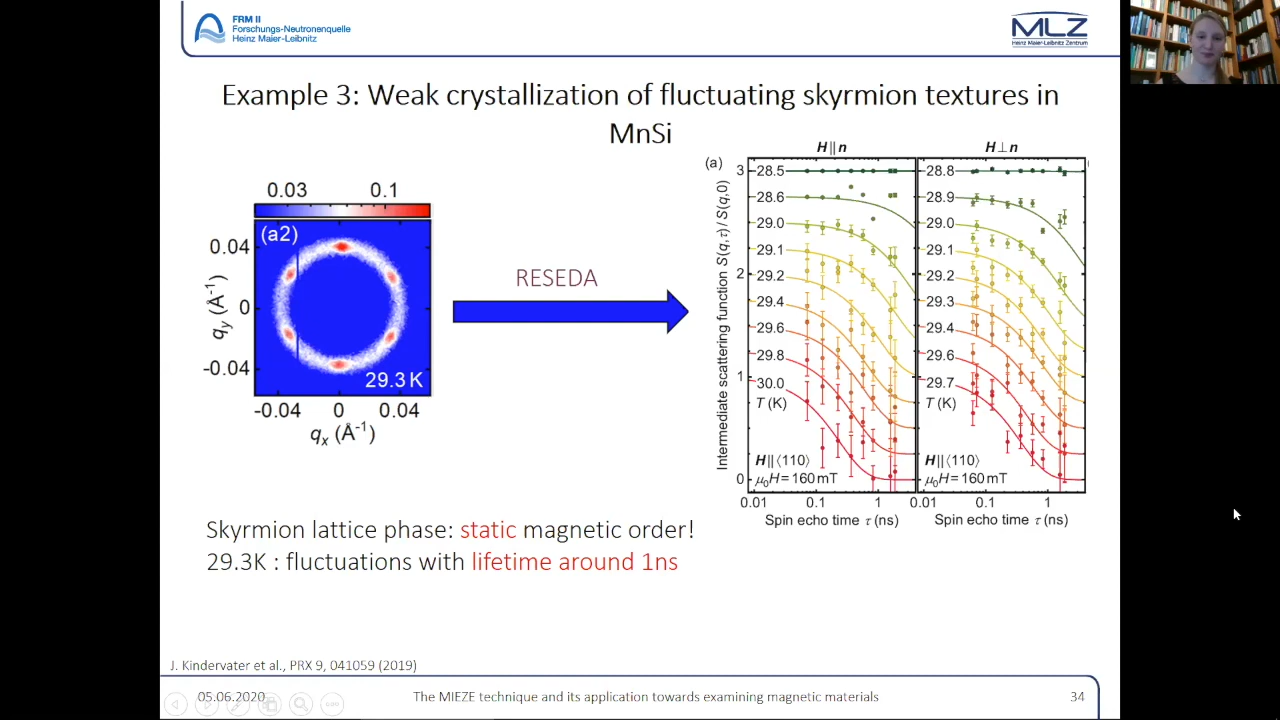 FRM II
Forschungs-Neutronenquelle
Heinz Maier-Leibnitz
MLZ
Heinz Maier-Leibnitz Zentrum
Example 3: Weak crystallization of fluctuating skyrmion textures in
MnSi
0.03 0.1
(a2)
0.04
0
-0.04
qy (Å-1)
29.3 K
-0.04 0 0.04
qx (Å-1)
RESEDA
(a)
H || n
H ⊥ n
Intermediate scattering function S(q,τ) / S(q,0)
3
2
1
0
28.5
28.6
29.0
29.1
29.2
29.4
29.6
29.8
30.0
T (K)
H || ⟨110⟩
μ0H = 160 mT
0.01 0.1 1
Spin echo time τ (ns)
28.8
28.9
29.0
29.1
29.2
29.3
29.4
29.6
29.7
T (K)
H || ⟨110⟩
μ0H = 160 mT
0.01 0.1 1
Spin echo time τ (ns)
Skyrmion lattice phase: static magnetic order!
29.3K : fluctuations with lifetime around 1ns
J. Kindervater et al., PRX 9, 041059 (2019)
05.06.2020 The MIEZE technique and its application towards examining magnetic materials 34